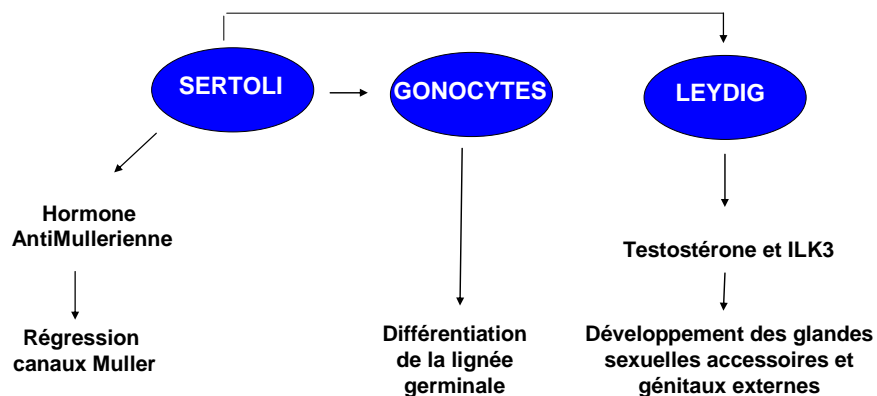 SERTOLI
GONOCYTES
LEYDIG
Hormone
AntiMullerienne
Testostérone et ILK3
Régression
canaux Muller
Différentiation
de la lignée
germinale
Développement des glandes
sexuelles accessoires et
génitaux externes